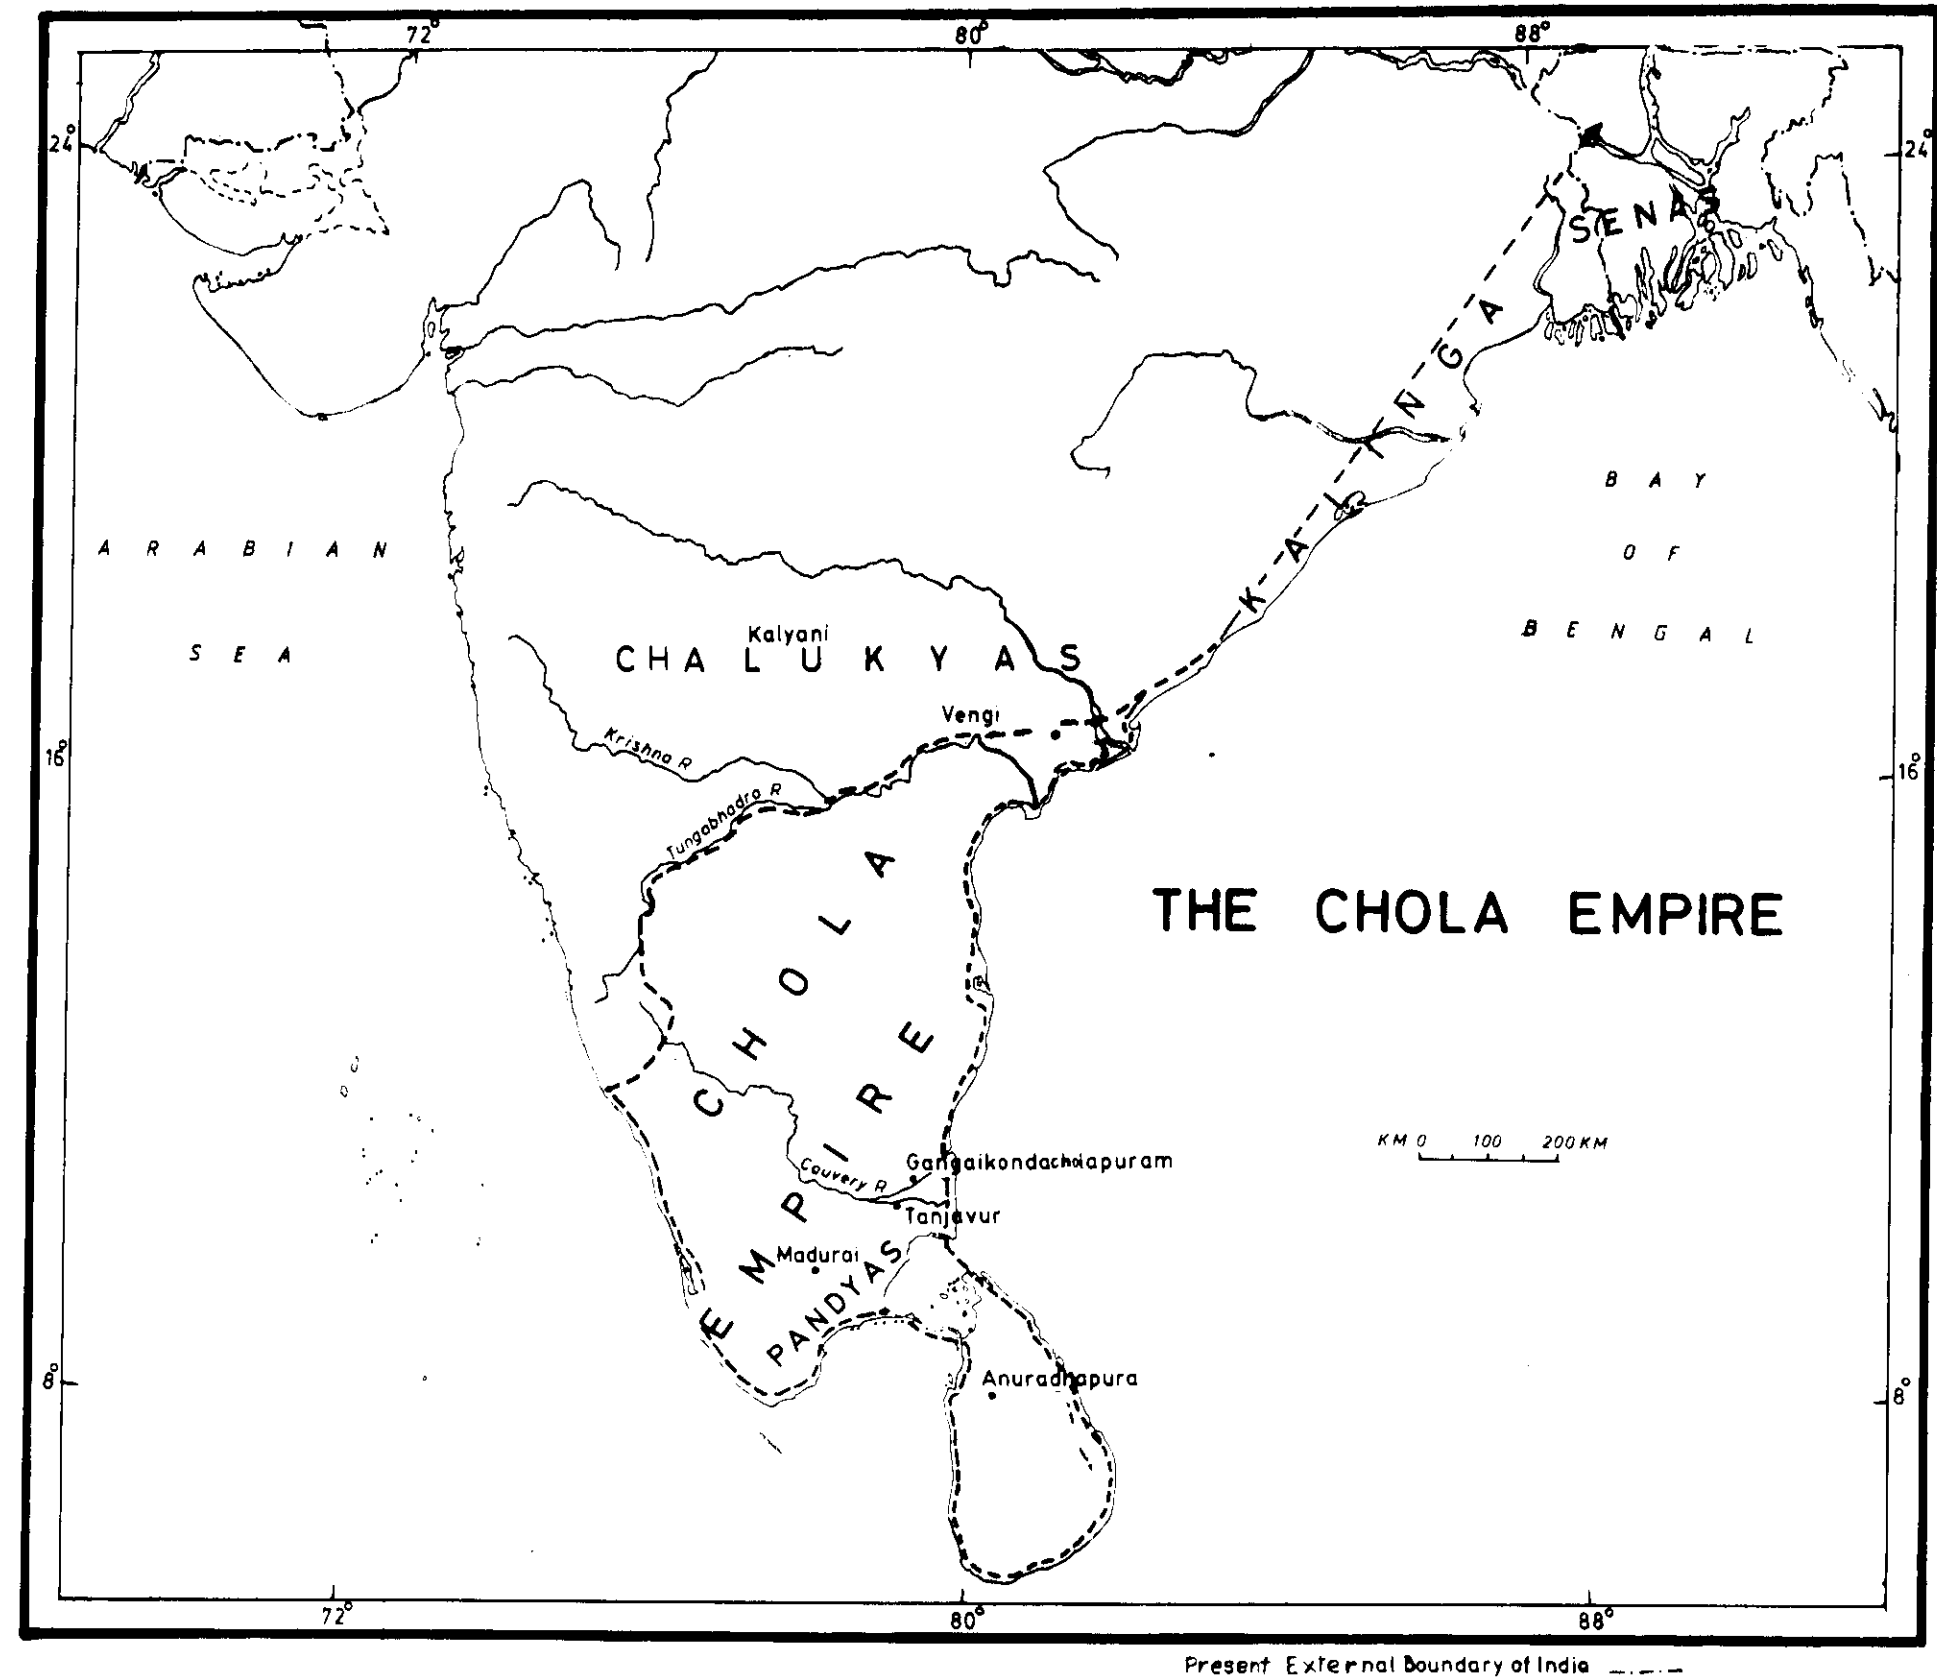 72° 80° 88°
24° 24°
SENAS
KALINGA
BAY
OF
BENGAL
ARABIAN
SEA
Kalyani
CHALUKYAS
Vengi
Krishna R
16° 16°
Tungabhadra R
THE CHOLA EMPIRE
CHOLA
EMPIRE
KM 0 100 200 KM
Gangaikondacholapuram
Cauvery R
Tanjavur
Madurai
PANDYAS
Anuradhapura
8° 8°
72° 80° 88°
Present External Boundary of India